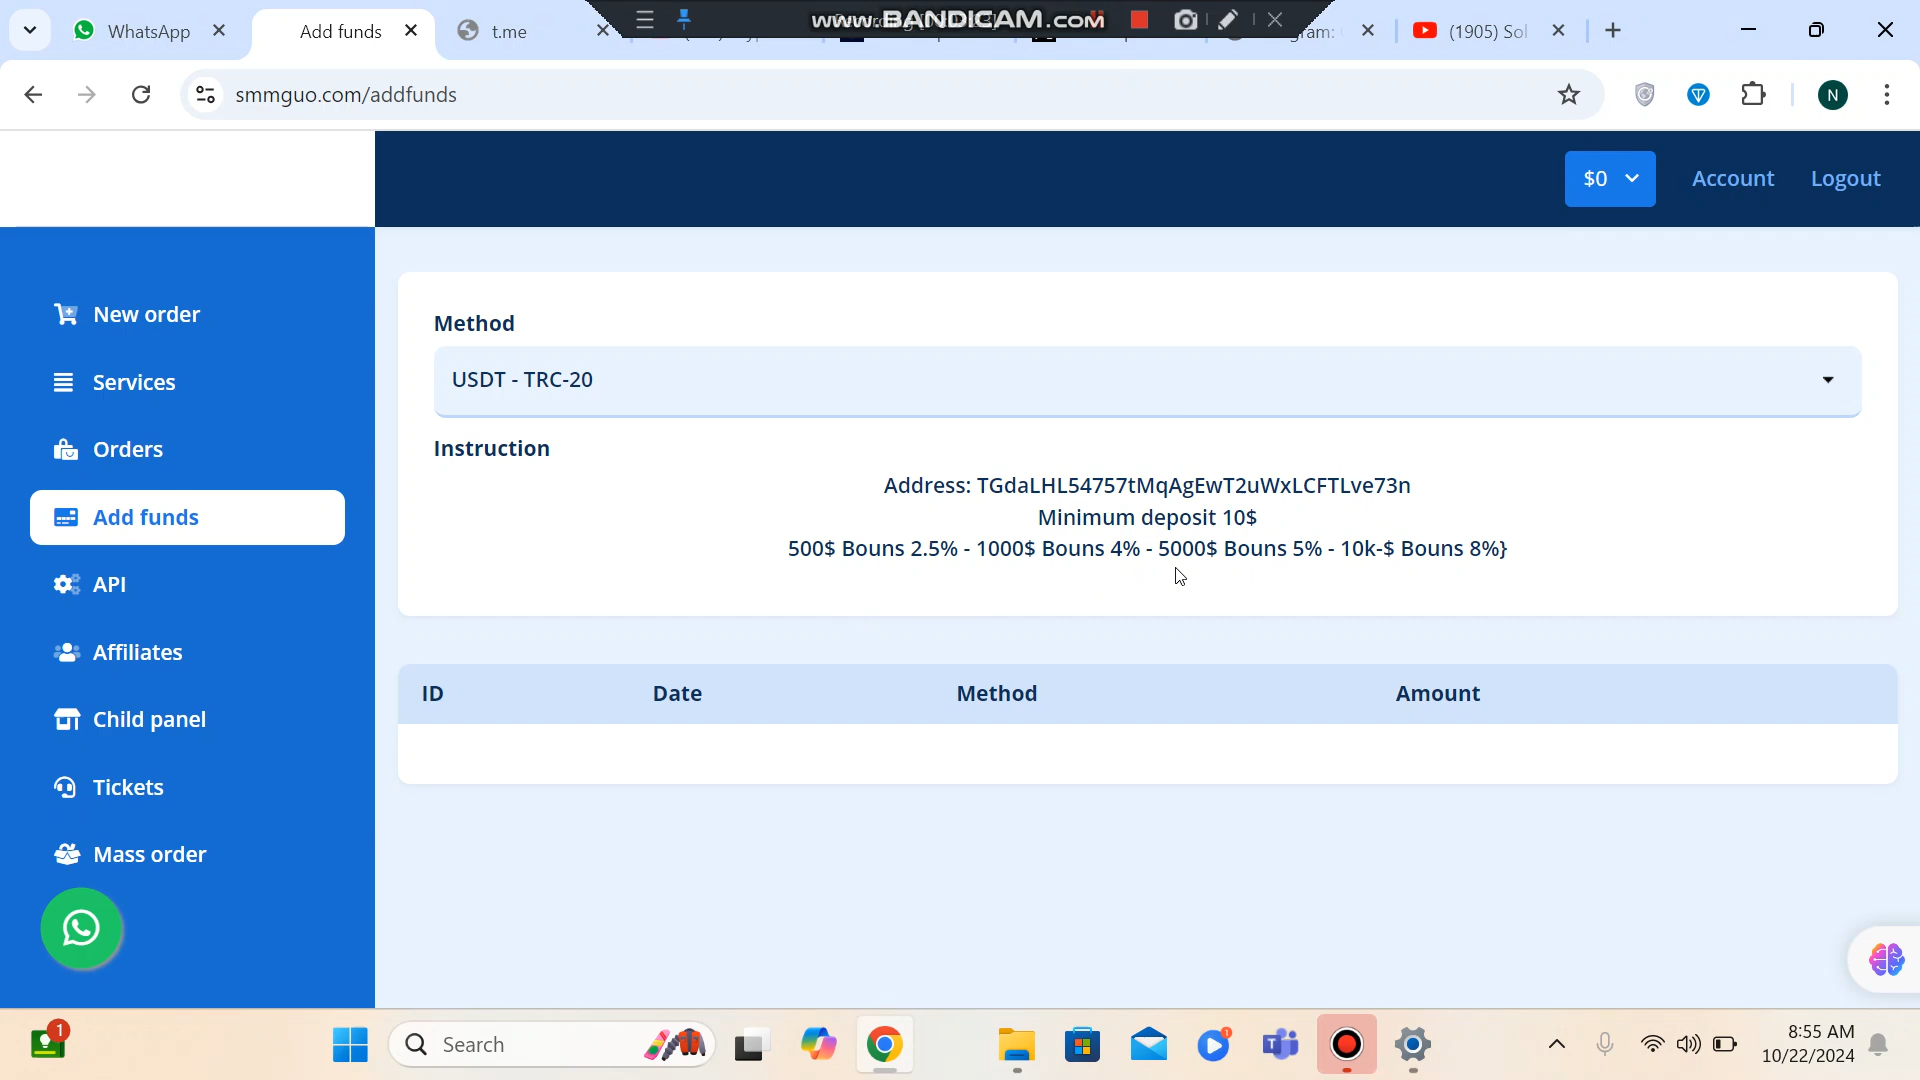 WhatsApp
Add funds
t.me
www.BANDICAM.com
gram:
(1905) Sol
smmguo.com/addfunds
N
$0
Account
Logout
New order
Services
Orders
Add funds
API
Affiliates
Child panel
Tickets
Mass order
Method
USDT - TRC-20
Instruction
Address: TGdaLHL54757tMqAgEwT2uWxLCFTLve73n
Minimum deposit 10$
500$ Bouns 2.5% - 1000$ Bouns 4% - 5000$ Bouns 5% - 10k-$ Bouns 8%}
ID Date Method Amount
1
Search
8:55 AM
10/22/2024